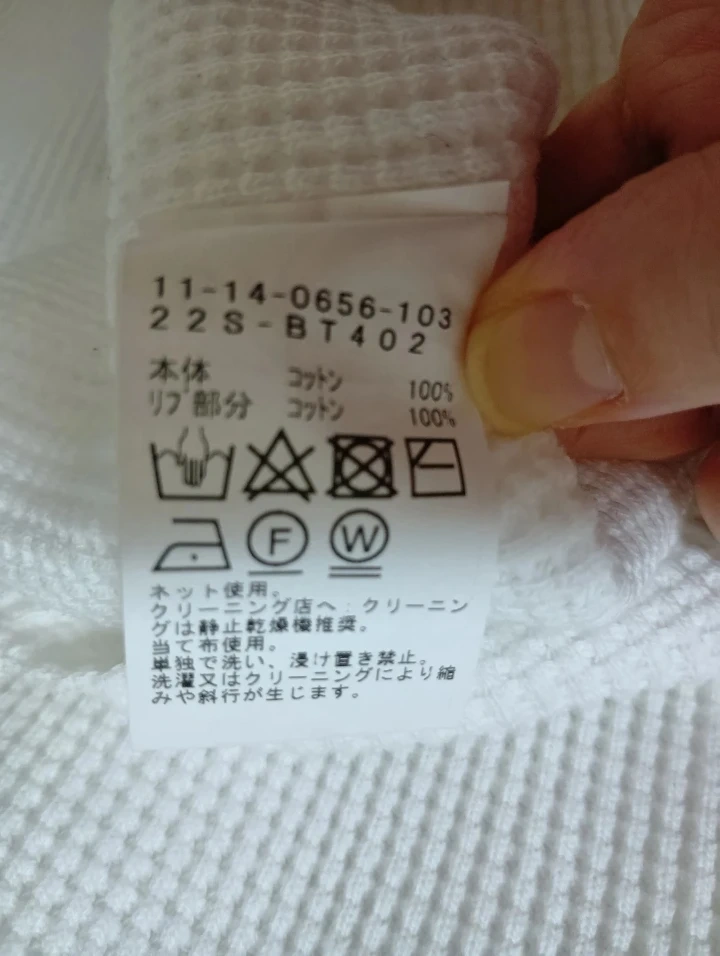 11-14-0656-103
22S-BT402
本体 コットン 100%
リブ部分 コットン 100%
F W
ネット使用。
クリーニング店へ：クリーニン
グは静止乾燥機推奨。
当て布使用。
単独で洗い、浸け置き禁止。
洗濯又はクリーニングにより縮
みや斜行が生じます。